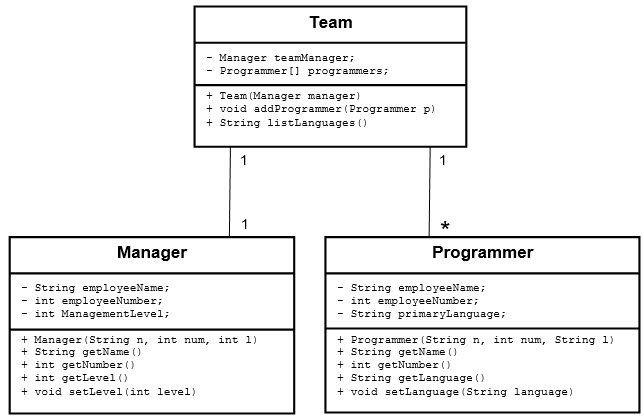 Team
- Manager teamManager;
- Programmer[] programmers;
+ Team(Manager manager)
+ void addProgrammer(Programmer p)
+ String listLanguages()
1
1
1
*
Manager
- String employeeName;
- int employeeNumber;
- int ManagementLevel;
+ Manager(String n, int num, int l)
+ String getName()
+ int getNumber()
+ int getLevel()
+ void setLevel(int level)
Programmer
- String employeeName;
- int employeeNumber;
- String primaryLanguage;
+ Programmer(String n, int num, String l)
+ String getName()
+ int getNumber()
+ String getLanguage()
+ void setLanguage(String language)